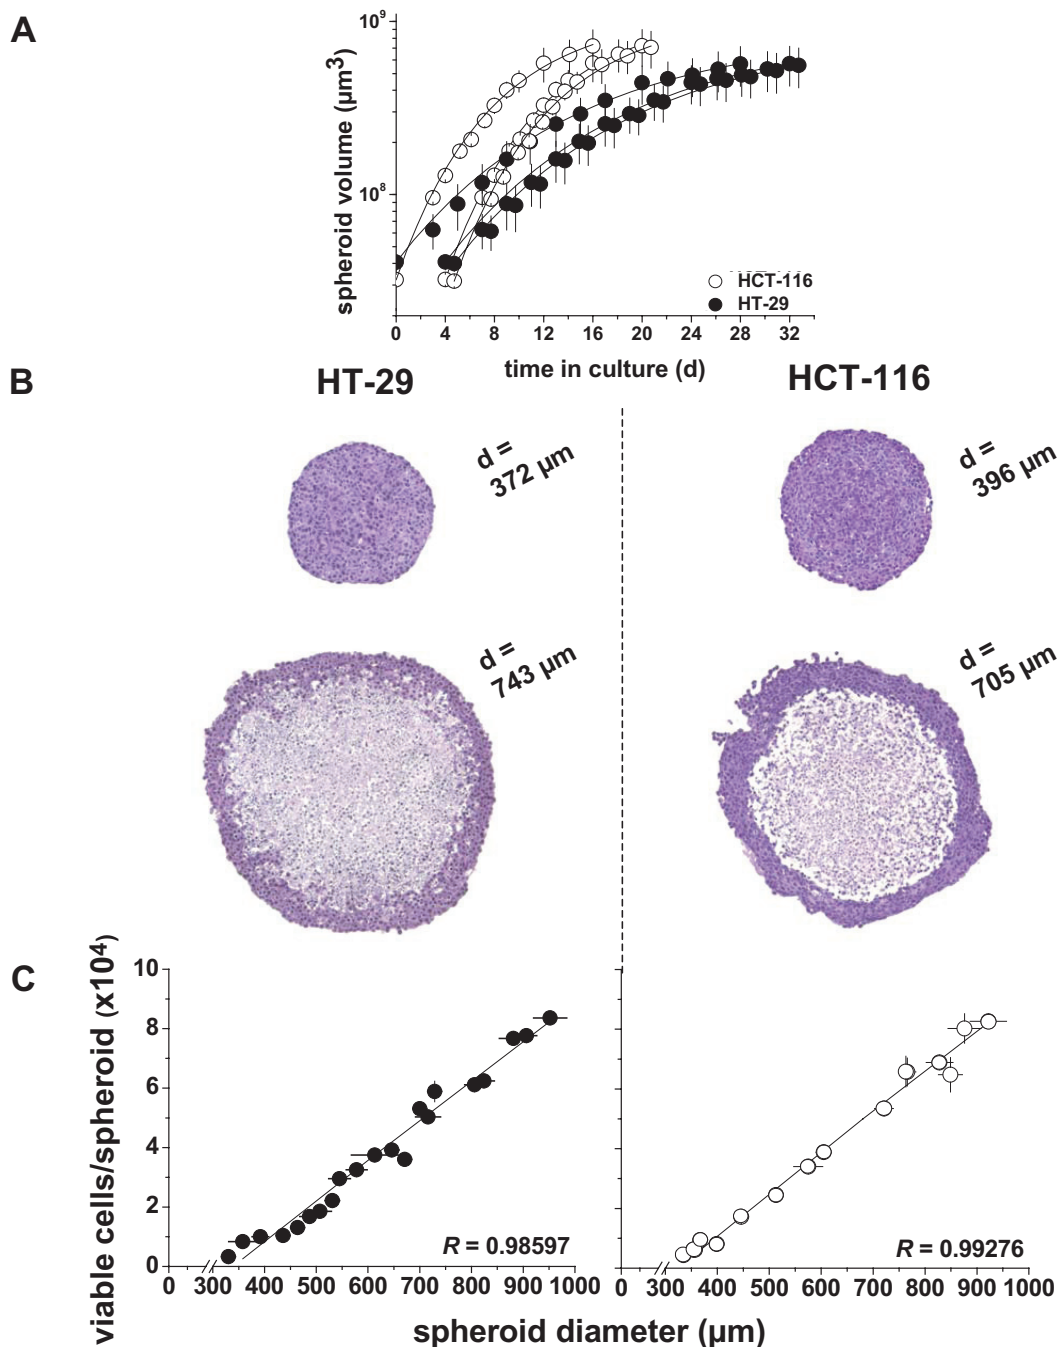 A
spheroid volume (µm³)
10⁹
10⁸
HCT-116
HT-29
0 4 8 12 16 20 24 28 32
time in culture (d)
B
HT-29
HCT-116
d =
372 µm
d =
396 µm
d =
743 µm
d =
705 µm
C
viable cells/spheroid (x10⁴)
10
8
6
4
2
0
R = 0.98597
R = 0.99276
0 300 400 500 600 700 800 900 1000
0 300 400 500 600 700 800 900 1000
spheroid diameter (µm)